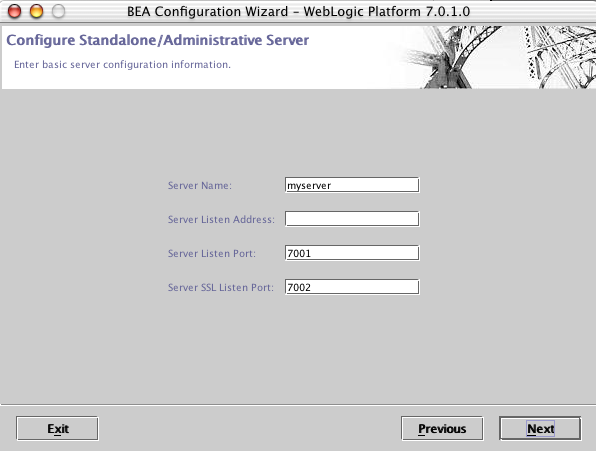 BEA Configuration Wizard – WebLogic Platform 7.0.1.0
Configure Standalone/Administrative Server
Enter basic server configuration information.
Server Name: myserver
Server Listen Address:
Server Listen Port: 7001
Server SSL Listen Port: 7002
Exit Previous Next